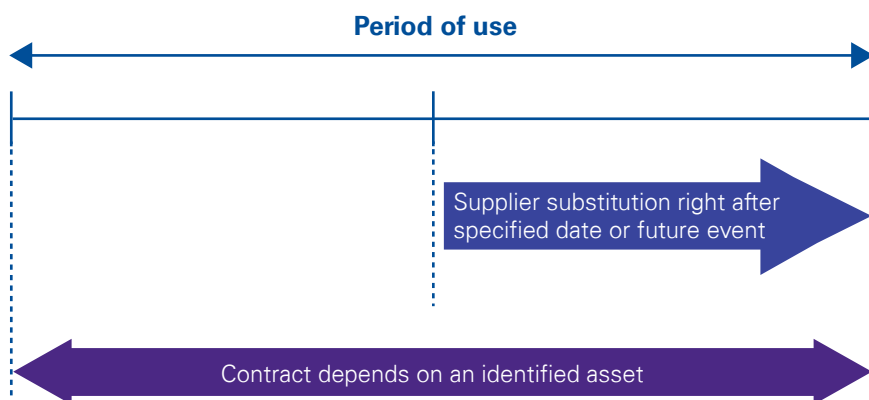 Period of use
Supplier substitution right after
specified date or future event
Contract depends on an identified asset